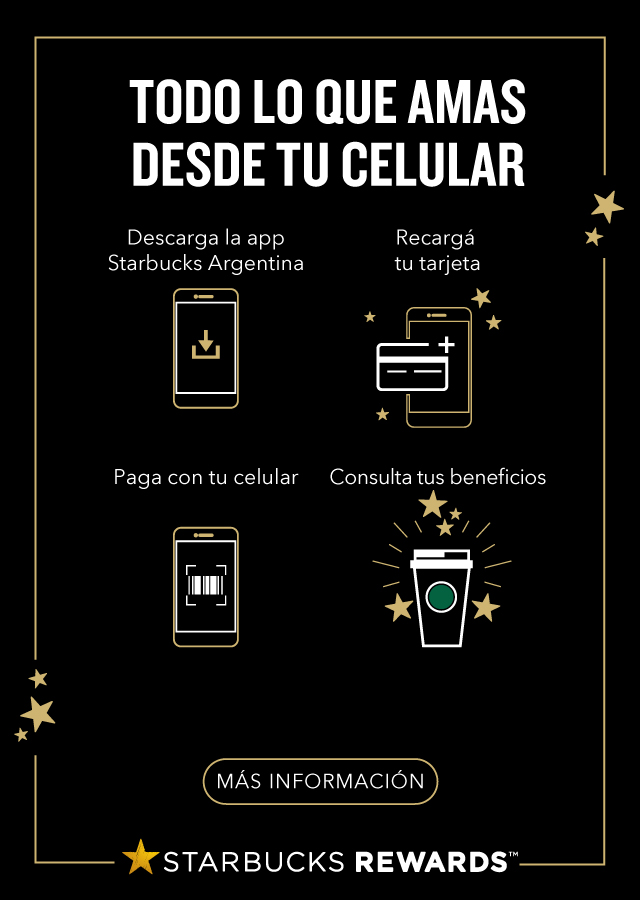 TODO LO QUE AMAS
DESDE TU CELULAR
Descarga la app
Starbucks Argentina
Recargá
tu tarjeta
Paga con tu celular
Consulta tus beneficios
MÁS INFORMACIÓN
STARBUCKS REWARDS™